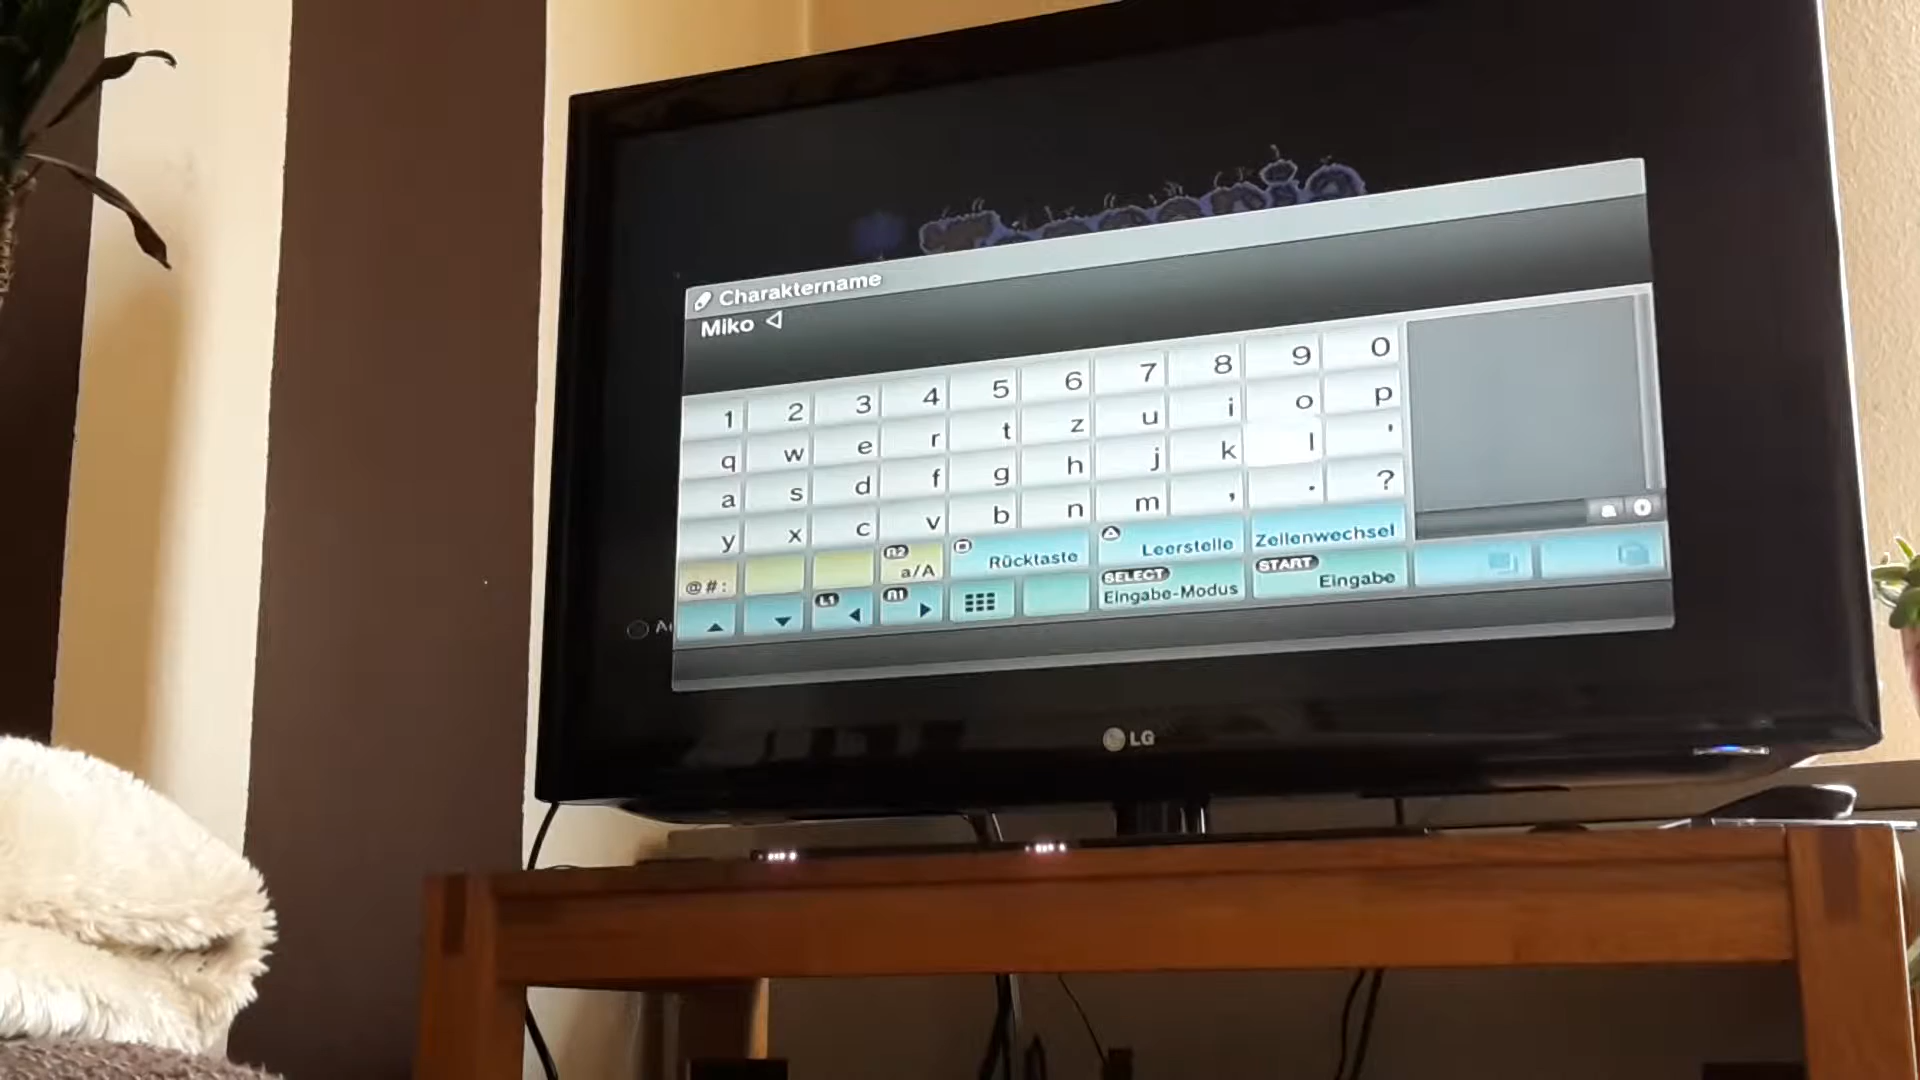 Charaktername
Miko
1 2 3 4 5 6 7 8 9 0
q w e r t z u i o p
a s d f g h j k l '
y x c v b n m , . ?
@#: R2 a/A Rücktaste Leerstelle Zeilenwechsel
L1 R1 SELECT Eingabe-Modus START Eingabe
LG